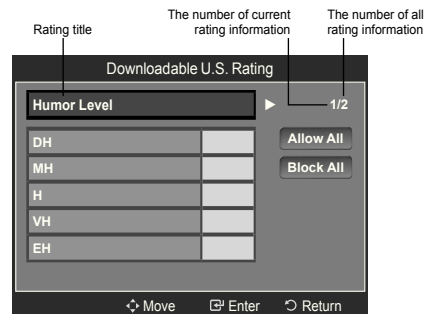 The number of current
rating information
The number of all
rating information
Rating title
Downloadable U.S. Rating
Humor Level
1/2
DH
Allow All
MH
Block All
H
VH
EH
Move
Enter
Return